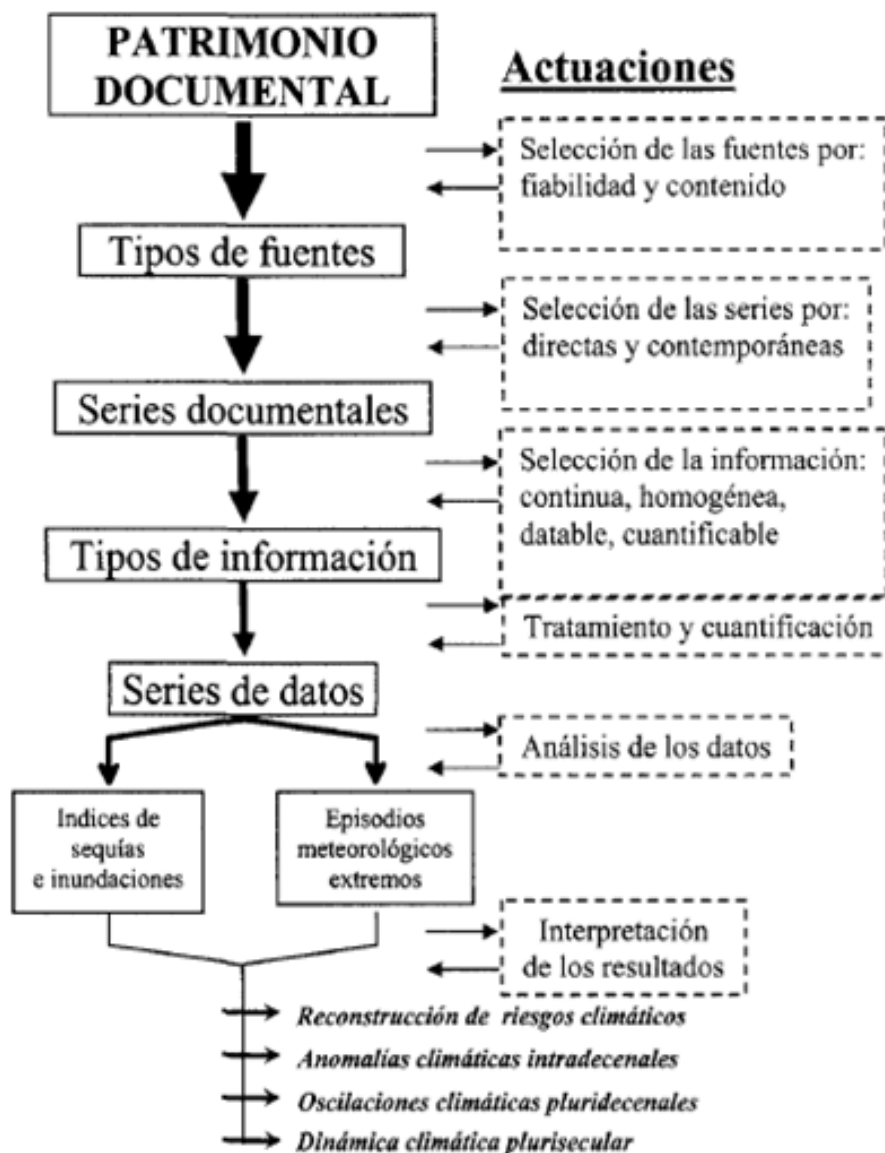 PATRIMONIO
DOCUMENTAL
Actuaciones
Selección de las fuentes por:
fiabilidad y contenido
Tipos de fuentes
Selección de las series por:
directas y contemporáneas
Series documentales
Selección de la información:
continua, homogénea,
datable, cuantificable
Tipos de información
Tratamiento y cuantificación
Series de datos
Análisis de los datos
Indices de
sequías
e inundaciones
Episodios
meteorológicos
extremos
Interpretación
de los resultados
Reconstrucción de riesgos climáticos
Anomalías climáticas intradecenales
Oscilaciones climáticas pluridecenales
Dinámica climática plurisecular